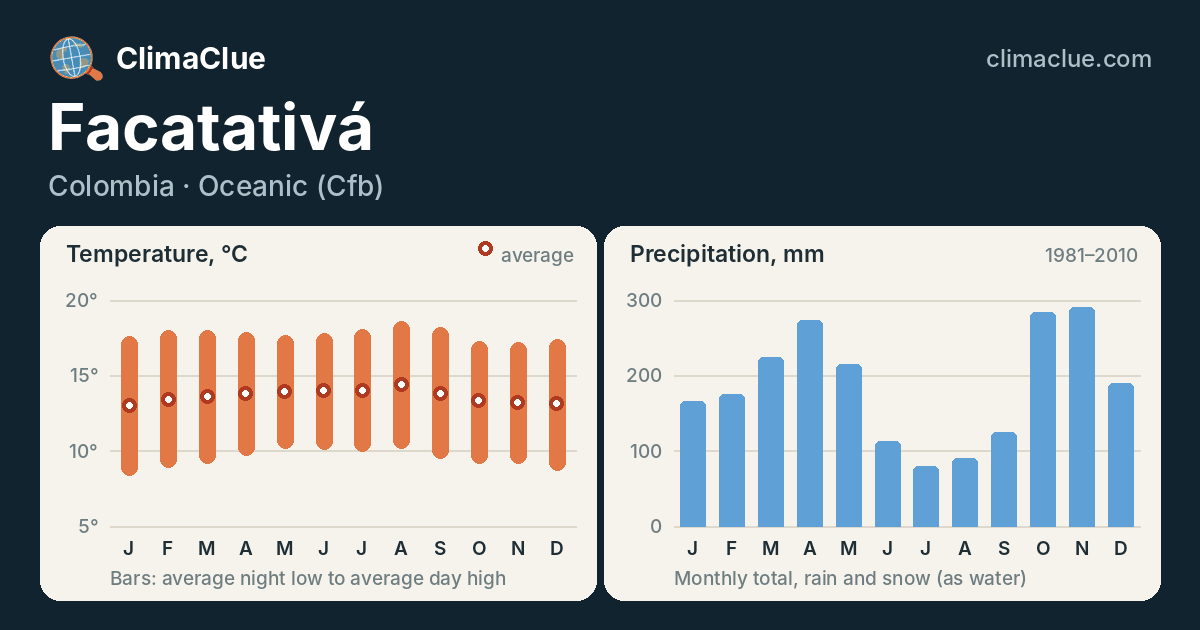 ClimaClue
climaclue.com
Facatativá
Colombia · Oceanic (Cfb)
Temperature, °C
average
20°
15°
10°
5°
J F M A M J J A S O N D
Bars: average night low to average day high
Precipitation, mm
1981–2010
300
200
100
0
J F M A M J J A S O N D
Monthly total, rain and snow (as water)